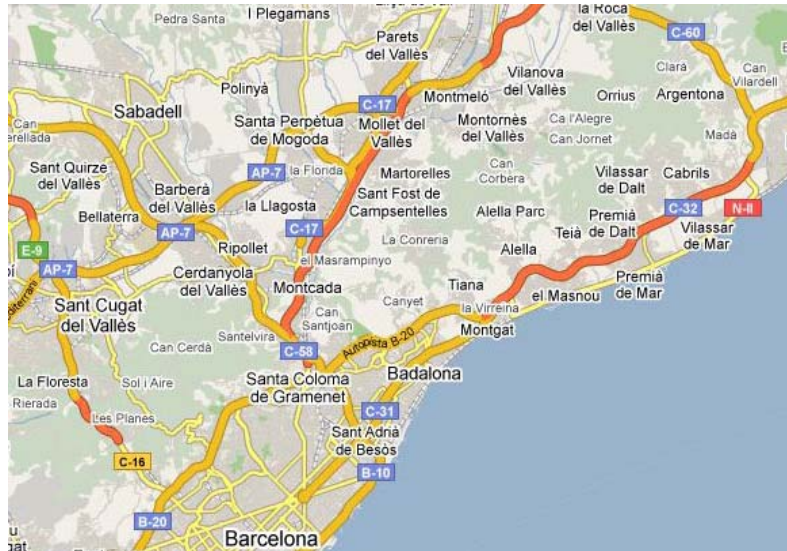 I Plegamans
Pedra Santa
la Roca
del Vallès
Parets
del Vallès
C-60
Clarà
Can
Vilardell
Polinyà
Sabadell
C-17
Montmeló
Vilanova
del Vallès
Orrius
Argentona
Santa Perpètua
de Mogoda
Mollet del
Vallès
Montornès
del Vallès
Ca l'Alegre
Can Jornet
Madà
Can
Sant Quirze
del Vallès
la Florida
AP-7
Martorelles
Can
Corbera
Vilassar
de Dalt
Cabrils
Barberà
del Vallès
Bellaterra
la Llagosta
Sant Fost de
Campsentelles
Alella Parc
Premià
de Dalt
C-32
N-II
AP-7
C-17
Ripollet
La Conreria
Teià
Alella
Vilassar
de Mar
E-9
AP-7
el Masrampinyo
Cerdanyola
del Vallès
Montcada
Tiana
Premià
de Mar
el Masnou
Sant Cugat
del Vallès
Canyet
la Virreina
Montgat
Can
Santjoan
Santelvira
Autopista B-20
Can Cerdà
C-58
La Floresta
Sol i Aire
Santa Coloma
de Gramenet
Badalona
Rierada
Les Planes
C-31
Sant Adrià
de Besòs
C-16
B-10
B-20
Barcelona